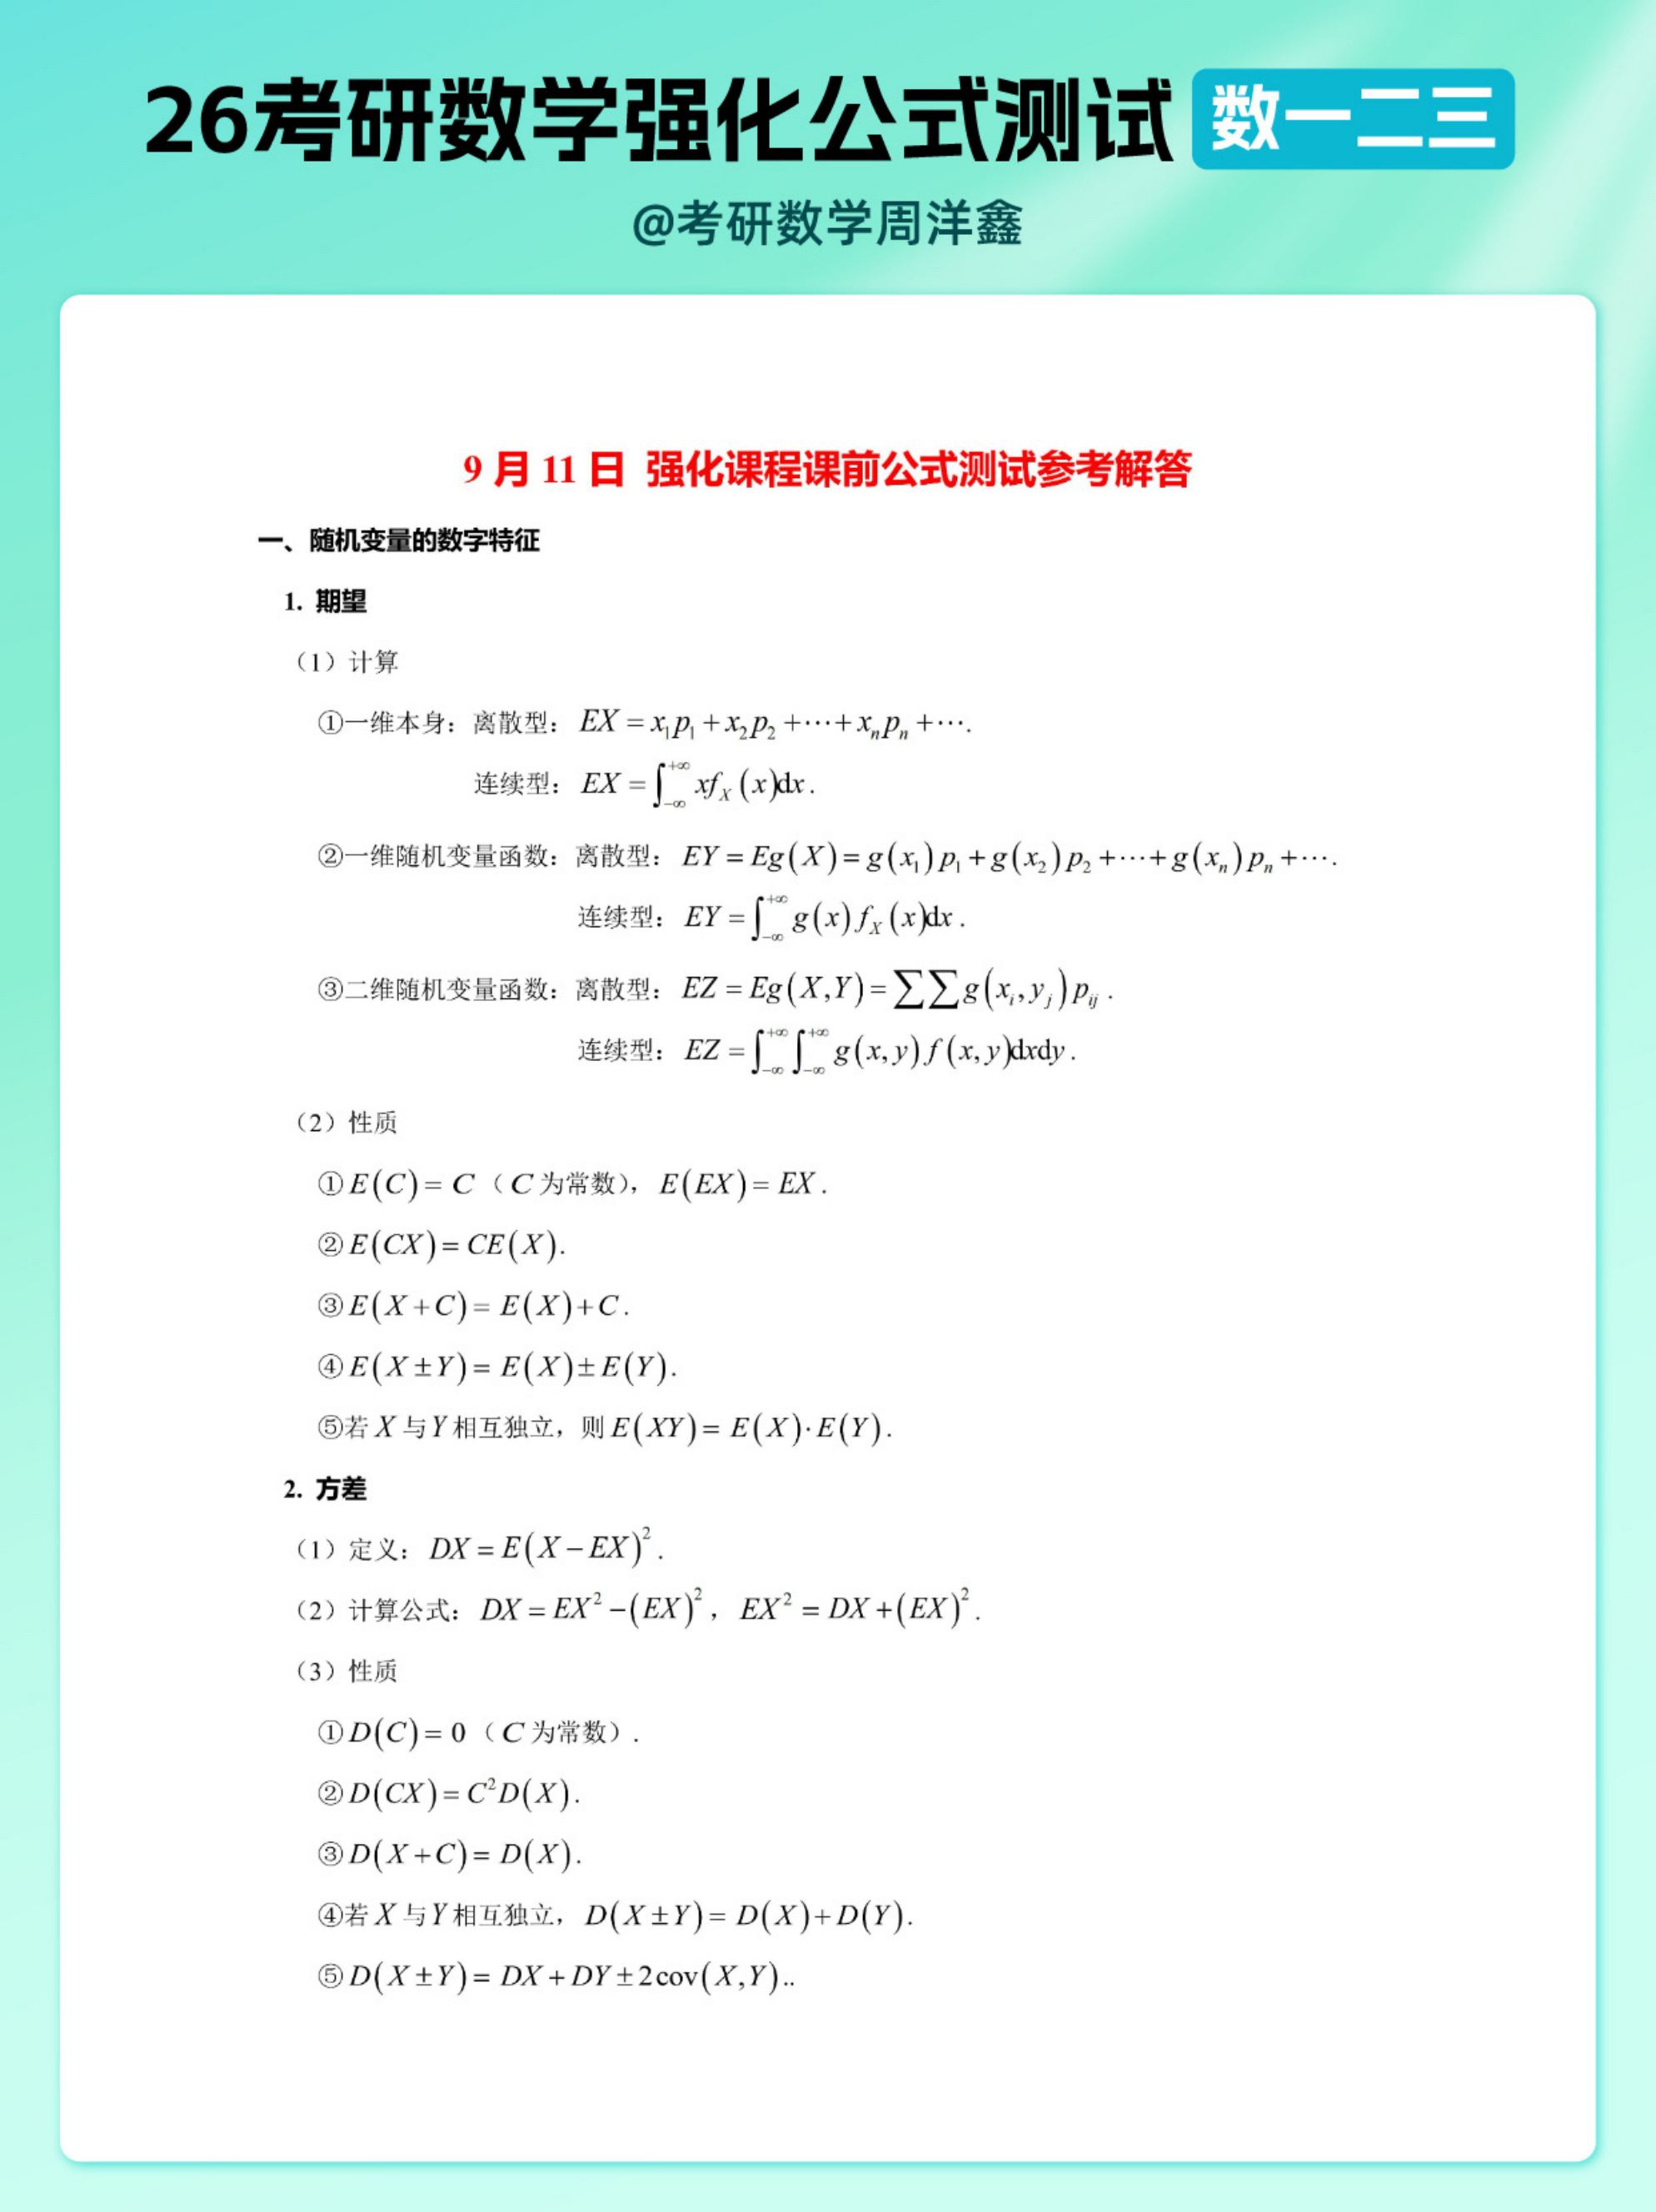 26考研数学强化公式测试 数一二三
@考研数学周洋鑫
9 月 11 日 强化课程课前公式测试参考解答
一、随机变量的数字特征
1. 期望
（1）计算
①一维本身：离散型：EX = x₁p₁ + x₂p₂ + ⋯ + xₙpₙ + ⋯.
连续型：EX = ∫_{-∞}^{+∞} xf_X(x)dx.
②一维随机变量函数：离散型：EY = Eg(X) = g(x₁)p₁ + g(x₂)p₂ + ⋯ + g(xₙ)pₙ + ⋯.
连续型：EY = ∫_{-∞}^{+∞} g(x)f_X(x)dx.
③二维随机变量函数：离散型：EZ = Eg(X,Y) = ∑∑g(x_i, y_j)p_{ij}.
连续型：EZ = ∫_{-∞}^{+∞}∫_{-∞}^{+∞} g(x,y)f(x,y)dxdy.
（2）性质
①E(C) = C（C为常数），E(EX) = EX.
②E(CX) = CE(X).
③E(X+C) = E(X)+C.
④E(X±Y) = E(X)±E(Y).
⑤若X与Y相互独立，则E(XY) = E(X)·E(Y).
2. 方差
（1）定义：DX = E(X−EX)².
（2）计算公式：DX = EX²−(EX)²，EX² = DX+(EX)².
（3）性质
①D(C) = 0（C为常数）.
②D(CX) = C²D(X).
③D(X+C) = D(X).
④若X与Y相互独立，D(X±Y) = D(X)+D(Y).
⑤D(X±Y) = DX+DY±2cov(X,Y)..